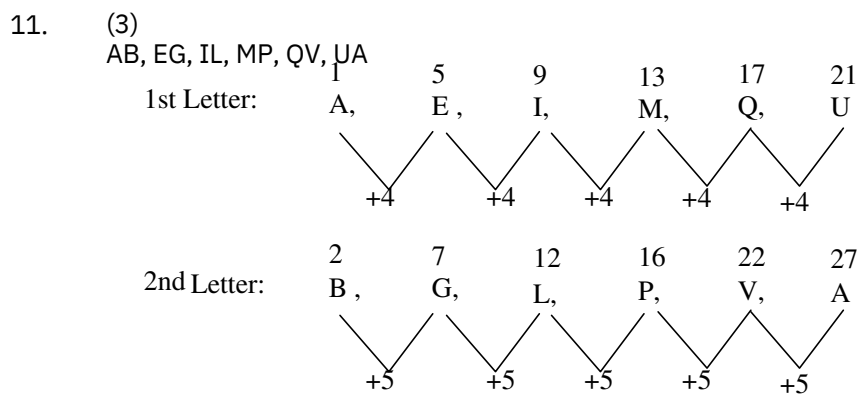 11. (3)
AB, EG, IL, MP, QV, UA
1 5 9 13 17 21
1st Letter: A, E , I, M, Q, U
+4 +4 +4 +4 +4
2 7 12 16 22 27
2nd Letter: B , G, L, P, V, A
+5 +5 +5 +5 +5